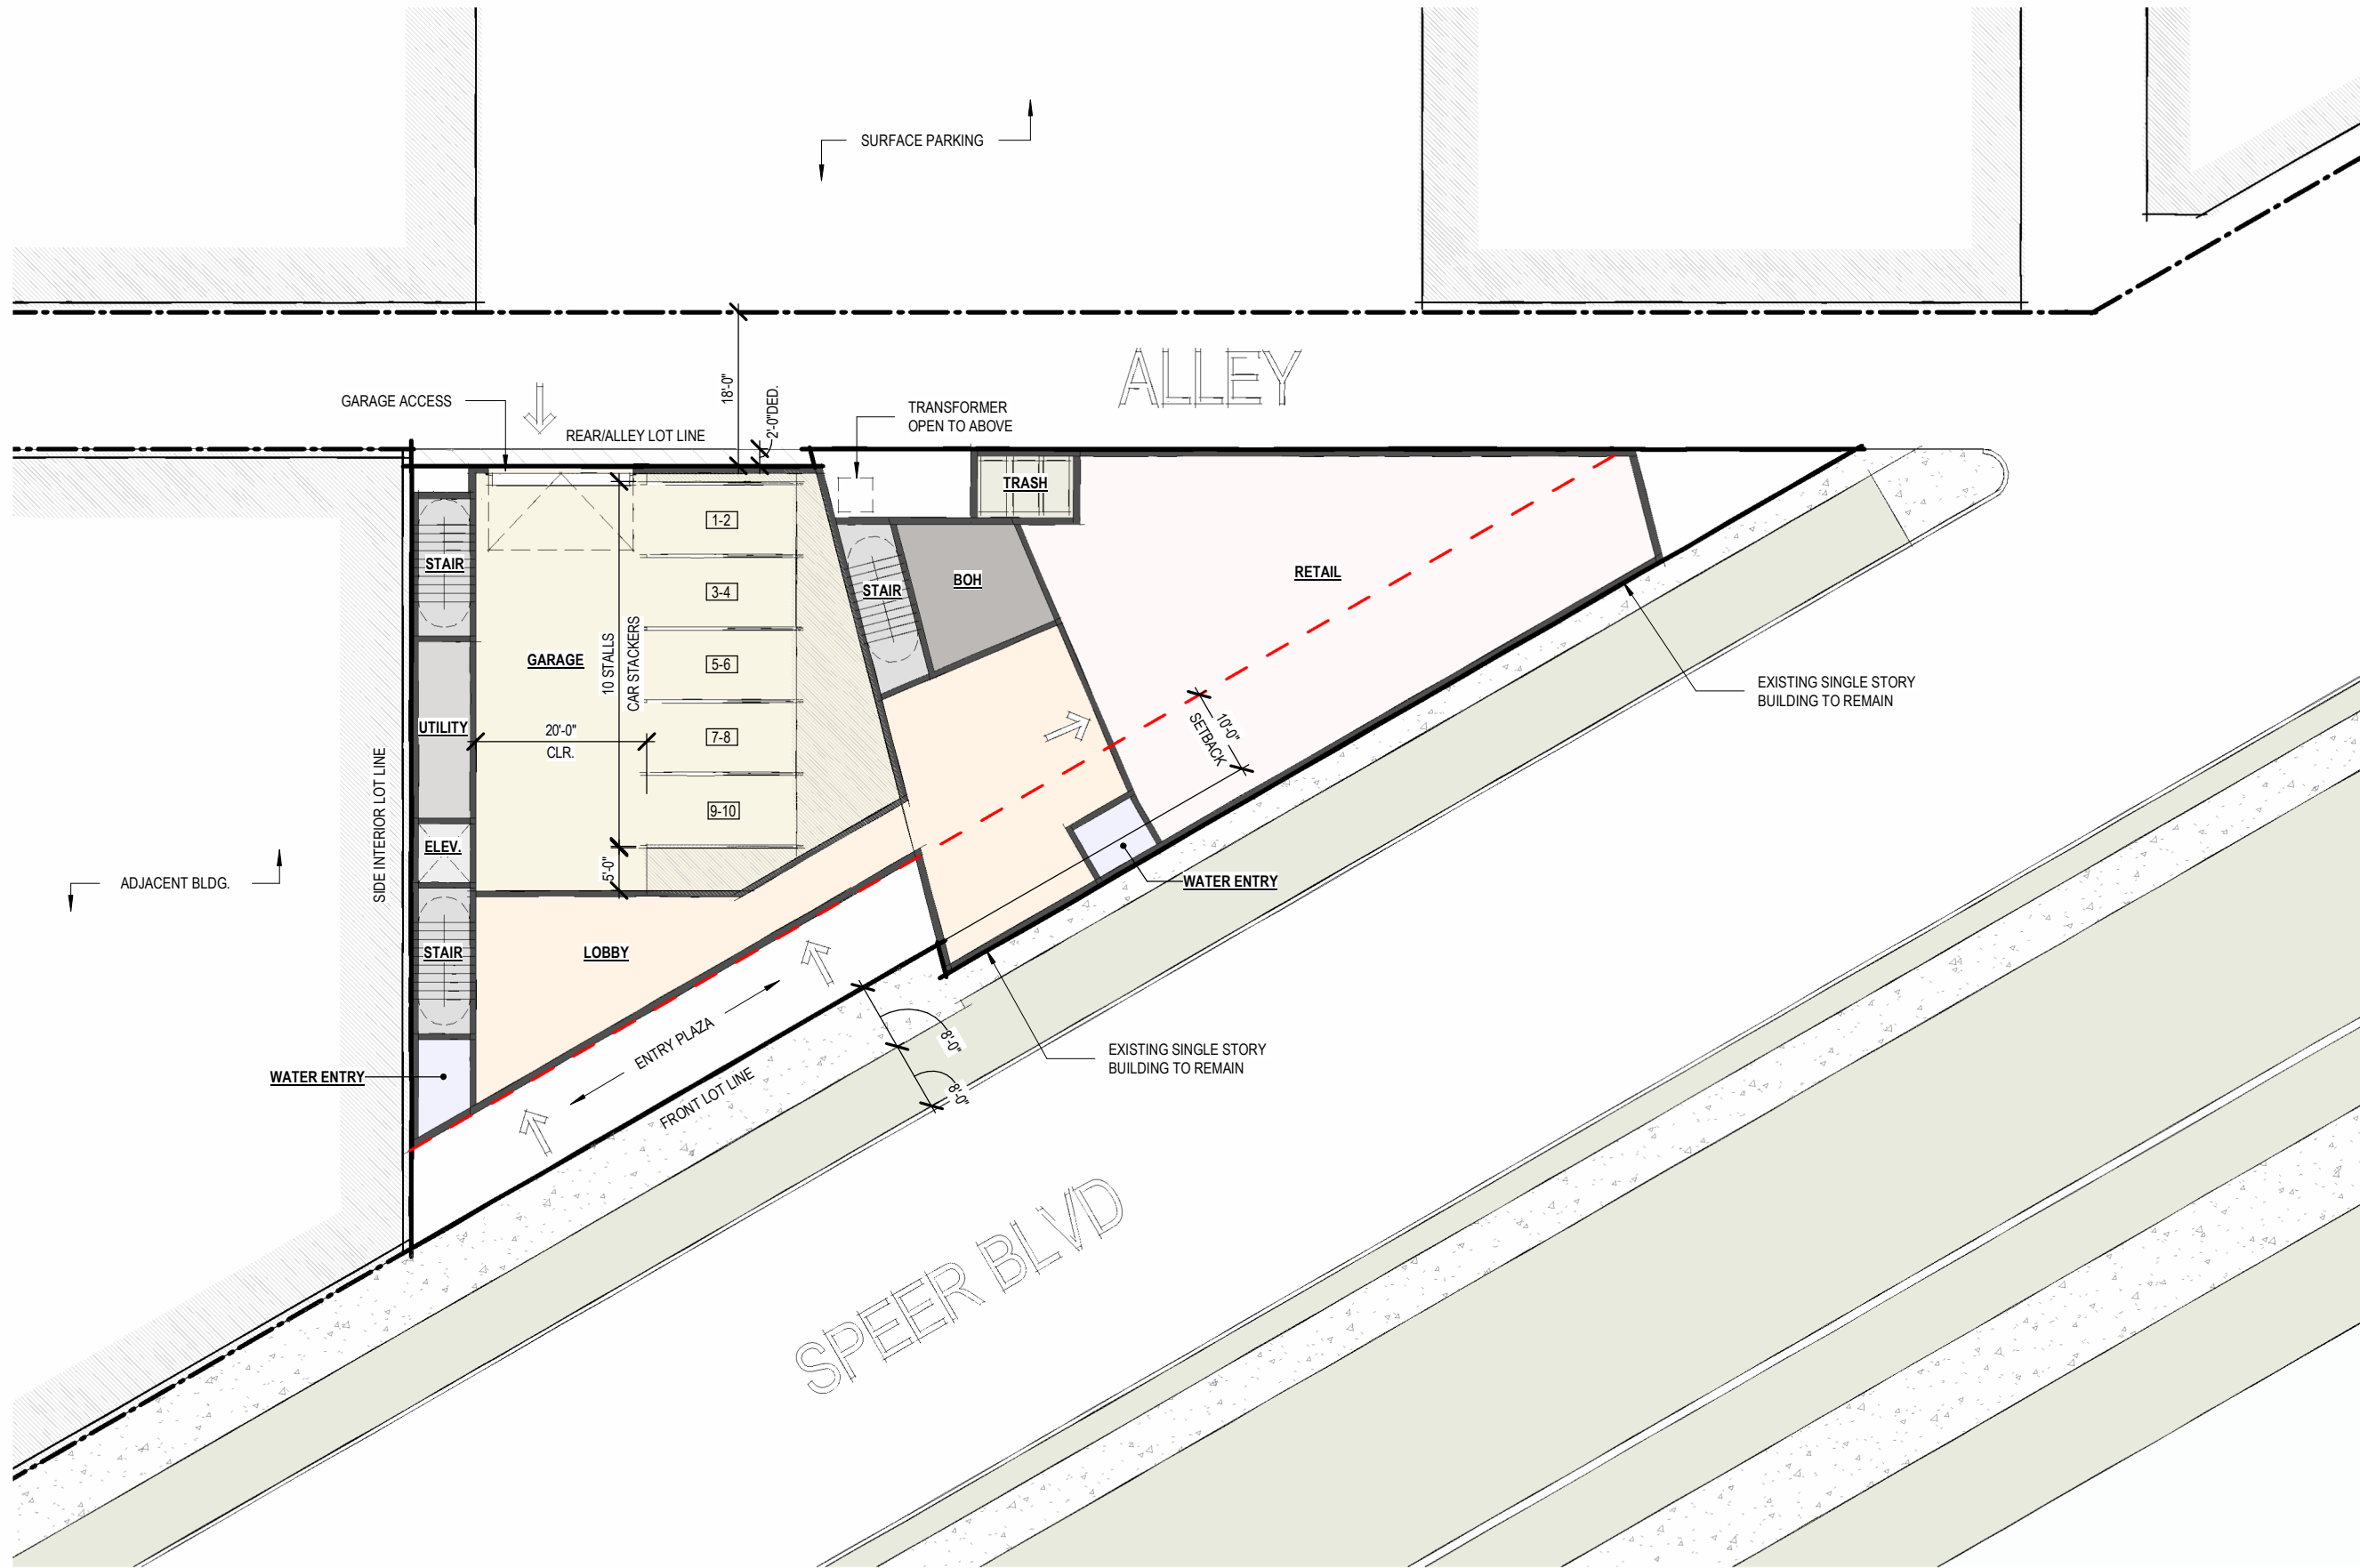 SURFACE PARKING
ALLEY
18'-0"
2'-0"DED.
GARAGE ACCESS
REAR/ALLEY LOT LINE
TRANSFORMER
OPEN TO ABOVE
TRASH
1-2
STAIR
3-4
STAIR
BOH
RETAIL
10 STALLS
CAR STACKERS
GARAGE
5-6
UTILITY
20'-0"
CLR.
7-8
10'-0"
SETBACK
EXISTING SINGLE STORY
BUILDING TO REMAIN
SIDE INTERIOR LOT LINE
9-10
ELEV.
5'-0"
ADJACENT BLDG.
WATER ENTRY
STAIR
LOBBY
ENTRY PLAZA
FRONT LOT LINE
8'-0"
8'-0"
EXISTING SINGLE STORY
BUILDING TO REMAIN
WATER ENTRY
SPEER BLVD